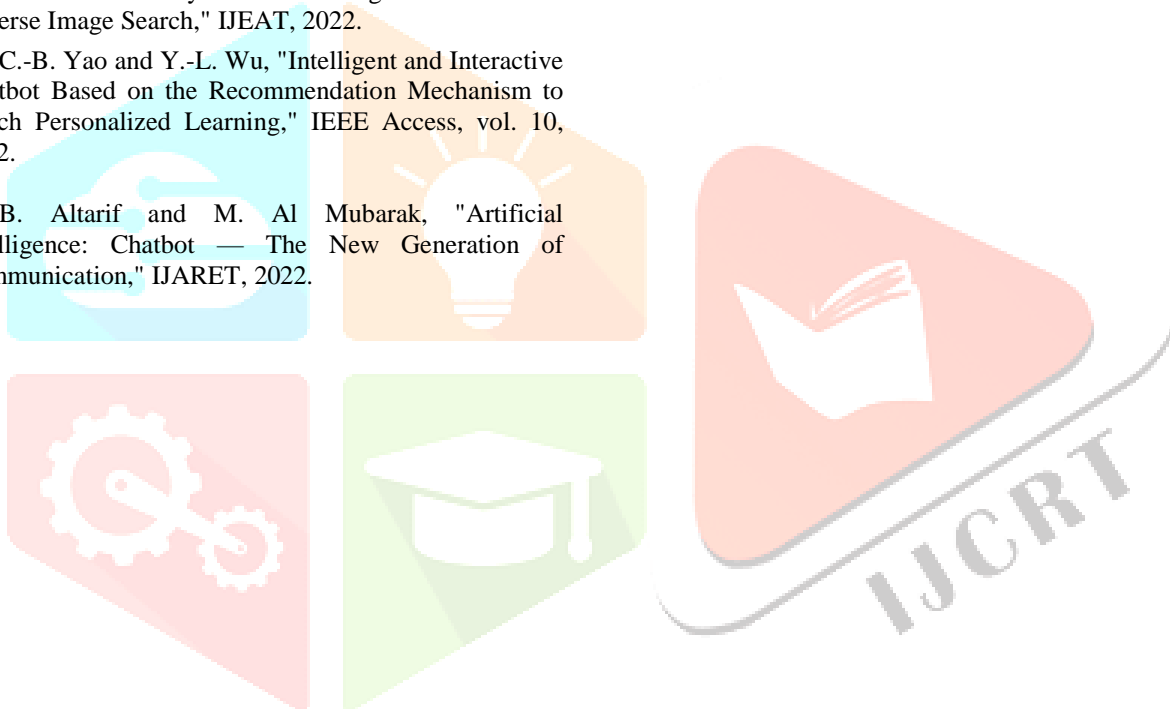 erse Image Search," IJEAT, 2022.
C.-B. Yao and Y.-L. Wu, "Intelligent and Interactive
tbot Based on the Recommendation Mechanism to
ch Personalized Learning," IEEE Access, vol. 10,
2.
B. Altarif and M. Al Mubarak, "Artificial
lligence: Chatbot — The New Generation of
mmunication," IJARET, 2022.
IJCRT